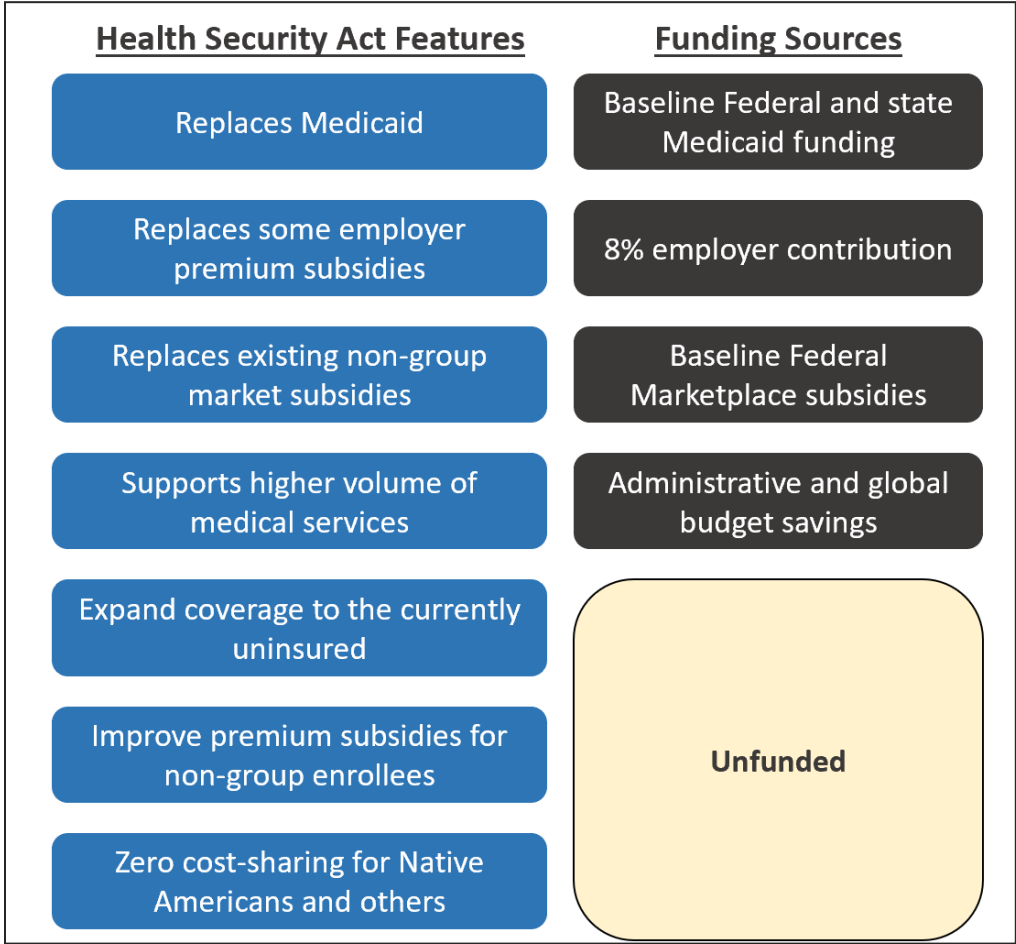 Health Security Act Features
Funding Sources
Replaces Medicaid
Baseline Federal and state
Medicaid funding
Replaces some employer
premium subsidies
8% employer contribution
Replaces existing non-group
market subsidies
Baseline Federal
Marketplace subsidies
Supports higher volume of
medical services
Administrative and global
budget savings
Expand coverage to the currently
uninsured
Improve premium subsidies for
non-group enrollees
Unfunded
Zero cost-sharing for Native
Americans and others